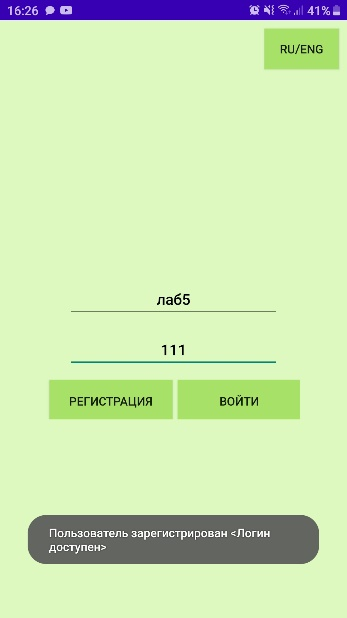 16:26 41%
RU/ENG
лаб5
111
РЕГИСТРАЦИЯ ВОЙТИ
Пользователь зарегистрирован <Логин
доступен>